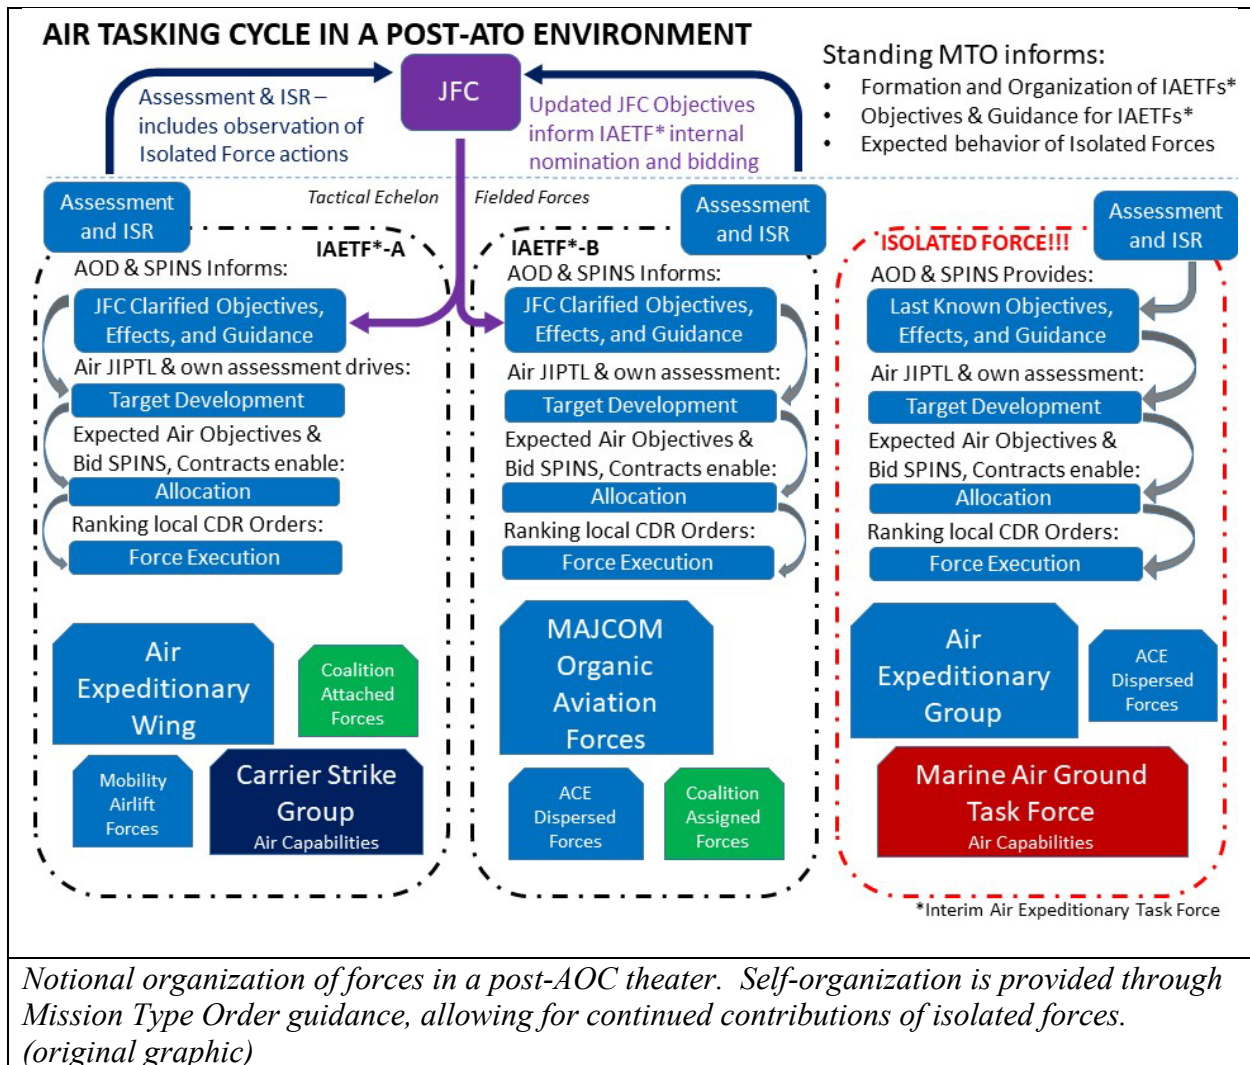 AIR TASKING CYCLE IN A POST-ATO ENVIRONMENT
JFC
Standing MTO informs:
• Formation and Organization of IAETFs*
• Objectives & Guidance for IAETFs*
• Expected behavior of Isolated Forces
Assessment & ISR –
includes observation of
Isolated Force actions
Updated JFC Objectives
inform IAETF* internal
nomination and bidding
Tactical Echelon
Fielded Forces
Assessment
and ISR
IAETF*-A
AOD & SPINS Informs:
JFC Clarified Objectives,
Effects, and Guidance
Air JIPTL & own assessment drives:
Target Development
Expected Air Objectives &
Bid SPINS, Contracts enable:
Allocation
Ranking local CDR Orders:
Force Execution
Air
Expeditionary
Wing
Coalition
Attached
Forces
Mobility
Airlift
Forces
Carrier Strike
Group
Air Capabilities
Assessment
and ISR
IAETF*-B
AOD & SPINS Informs:
JFC Clarified Objectives,
Effects, and Guidance
Air JIPTL & own assessment:
Target Development
Expected Air Objectives &
Bid SPINS, Contracts enable:
Allocation
Ranking local CDR Orders:
Force Execution
MAJCOM
Organic
Aviation
Forces
ACE
Dispersed
Forces
Coalition
Assigned
Forces
Assessment
and ISR
ISOLATED FORCE!!!
AOD & SPINS Provides:
Last Known Objectives,
Effects, and Guidance
Air JIPTL & own assessment:
Target Development
Expected Air Objectives &
Bid SPINS, Contracts enable:
Allocation
Ranking local CDR Orders:
Force Execution
Air
Expeditionary
Group
ACE
Dispersed
Forces
Marine Air Ground
Task Force
Air Capabilities
*Interim Air Expeditionary Task Force
Notional organization of forces in a post-AOC theater.  Self-organization is provided through
Mission Type Order guidance, allowing for continued contributions of isolated forces.
(original graphic)